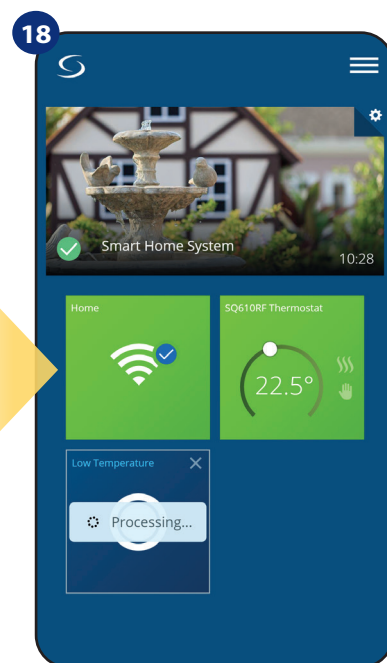 18
Smart Home System
10:28
Home
SQ610RF Thermostat
22.5°
Low Temperature
Processing...